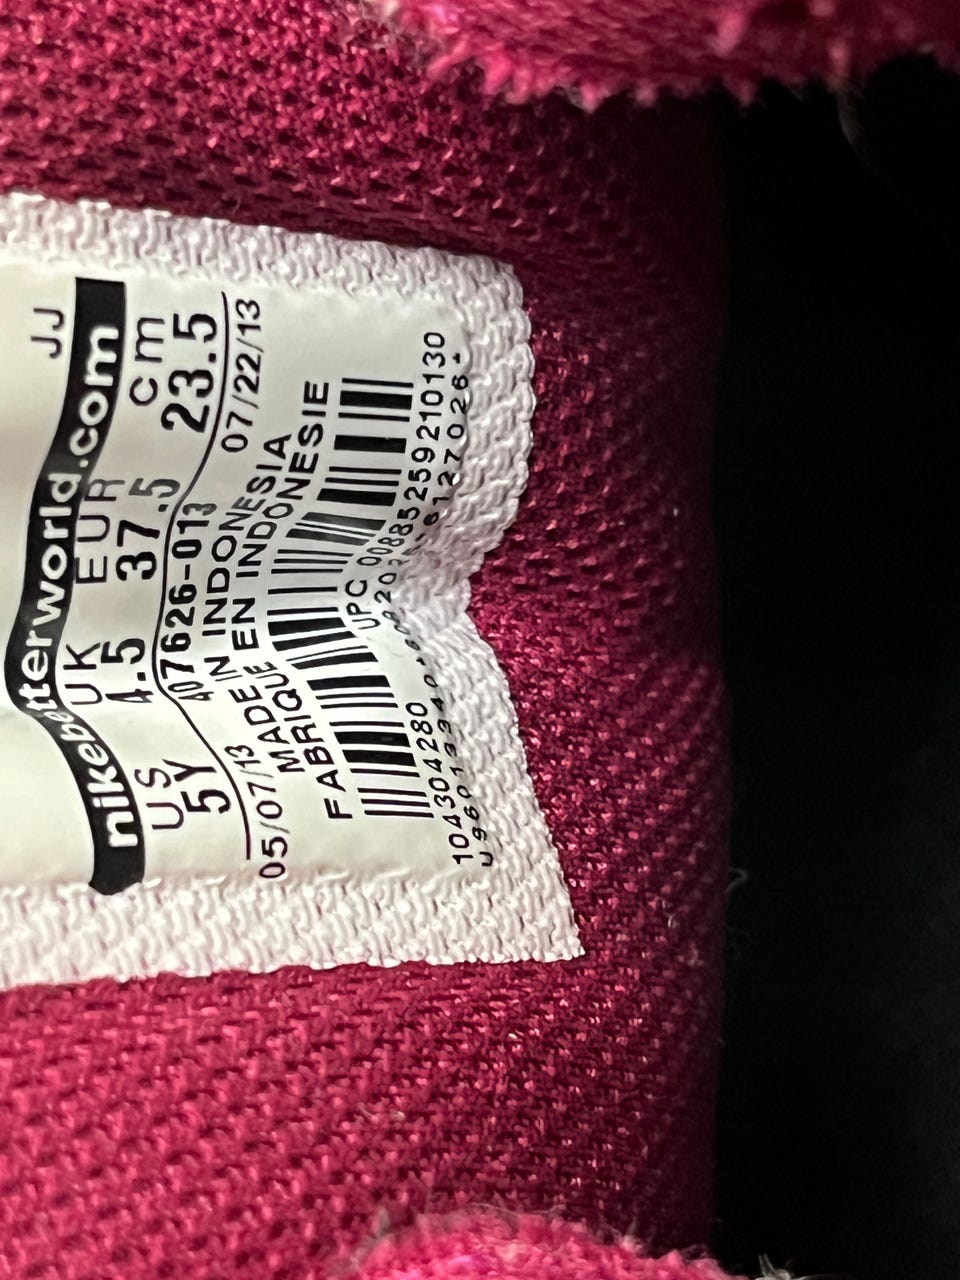 JJ
nikebetterworld.com
US UK EUR cm
5Y 4.5 37.5 23.5
407626-013
05/07/13 07/22/13
MADE IN INDONESIA
FABRIQUE EN INDONESIE
UPC 00885259210130
104304280